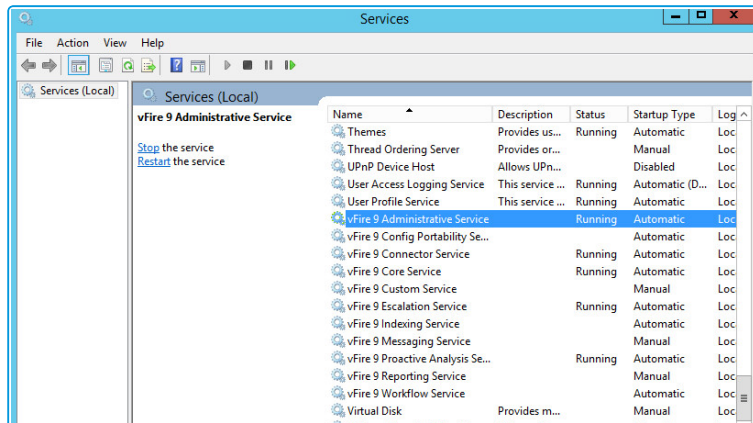 Services
File Action View Help
Services (Local)
Services (Local)
vFire 9 Administrative Service
Stop the service
Restart the service
Name Description Status Startup Type Log
Themes Provides us... Running Automatic Loc
Thread Ordering Server Provides or... Manual Loc
UPnP Device Host Allows UPn... Disabled Loc
User Access Logging Service This service ... Running Automatic (D... Loc
User Profile Service This service ... Running Automatic Loc
vFire 9 Administrative Service Running Automatic Loc
vFire 9 Config Portability Se... Automatic Loc
vFire 9 Connector Service Running Automatic Loc
vFire 9 Core Service Running Automatic Loc
vFire 9 Custom Service Manual Loc
vFire 9 Escalation Service Running Automatic Loc
vFire 9 Indexing Service Automatic Loc
vFire 9 Messaging Service Manual Loc
vFire 9 Proactive Analysis Se... Running Automatic Loc
vFire 9 Reporting Service Manual Loc
vFire 9 Workflow Service Automatic Loc
Virtual Disk Provides m... Manual Loc